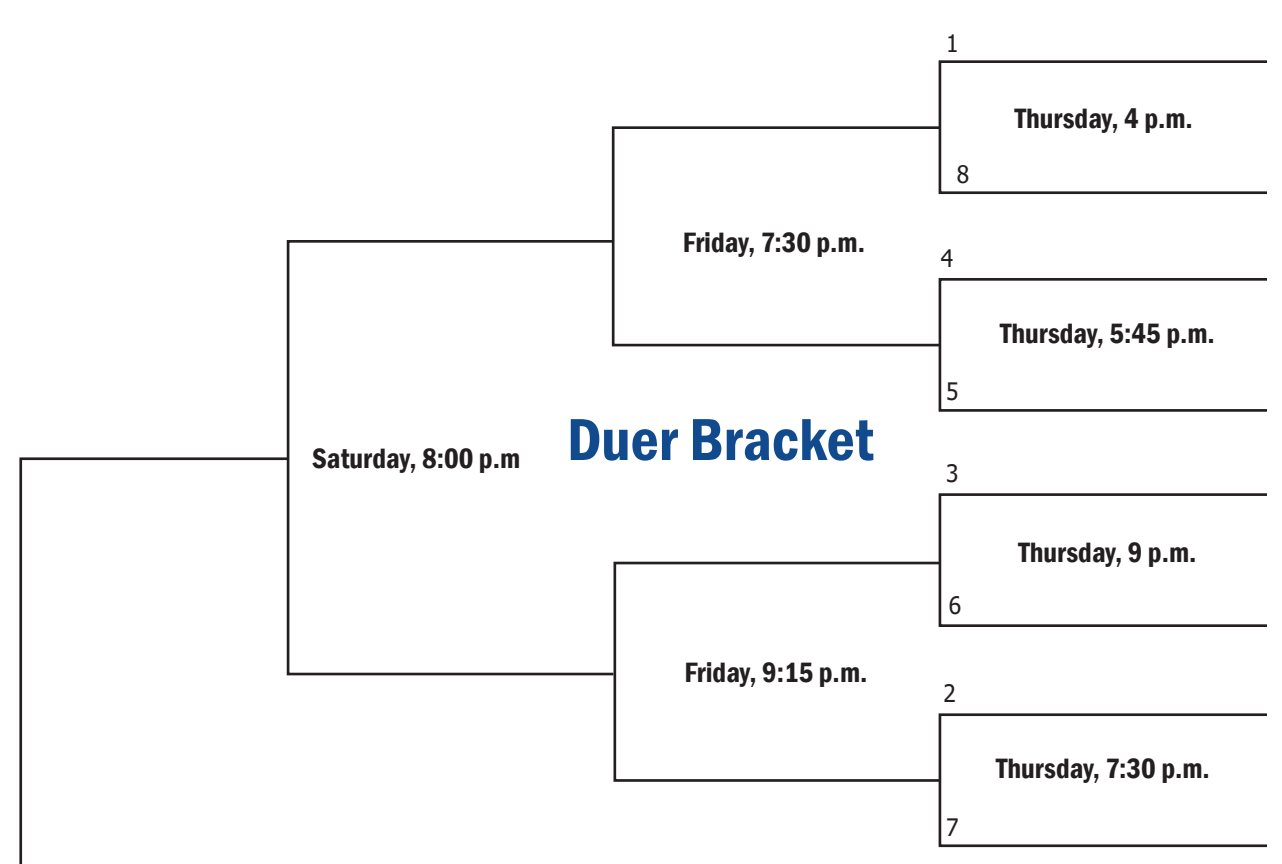 1
Thursday, 4 p.m.
8
Friday, 7:30 p.m.
4
Thursday, 5:45 p.m.
5
Duer Bracket
Saturday, 8:00 p.m
3
Thursday, 9 p.m.
6
Friday, 9:15 p.m.
2
Thursday, 7:30 p.m.
7